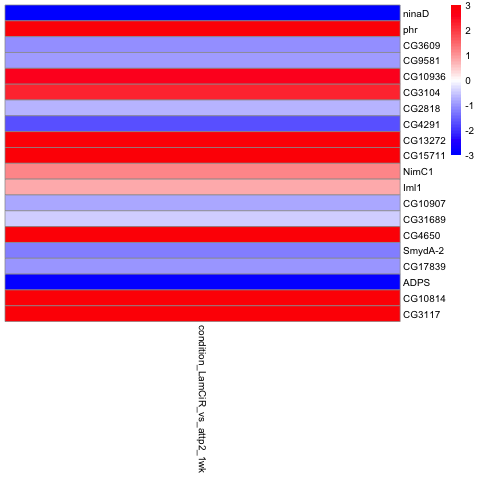 ninaD
phr
CG3609
CG9581
CG10936
CG3104
CG2818
CG4291
CG13272
CG15711
NimC1
Iml1
CG10907
CG31689
CG4650
SmydA-2
CG17839
ADPS
CG10814
CG3117
3
2
1
0
-1
-2
-3
condition_LamCiR_vs_attp2_1wk